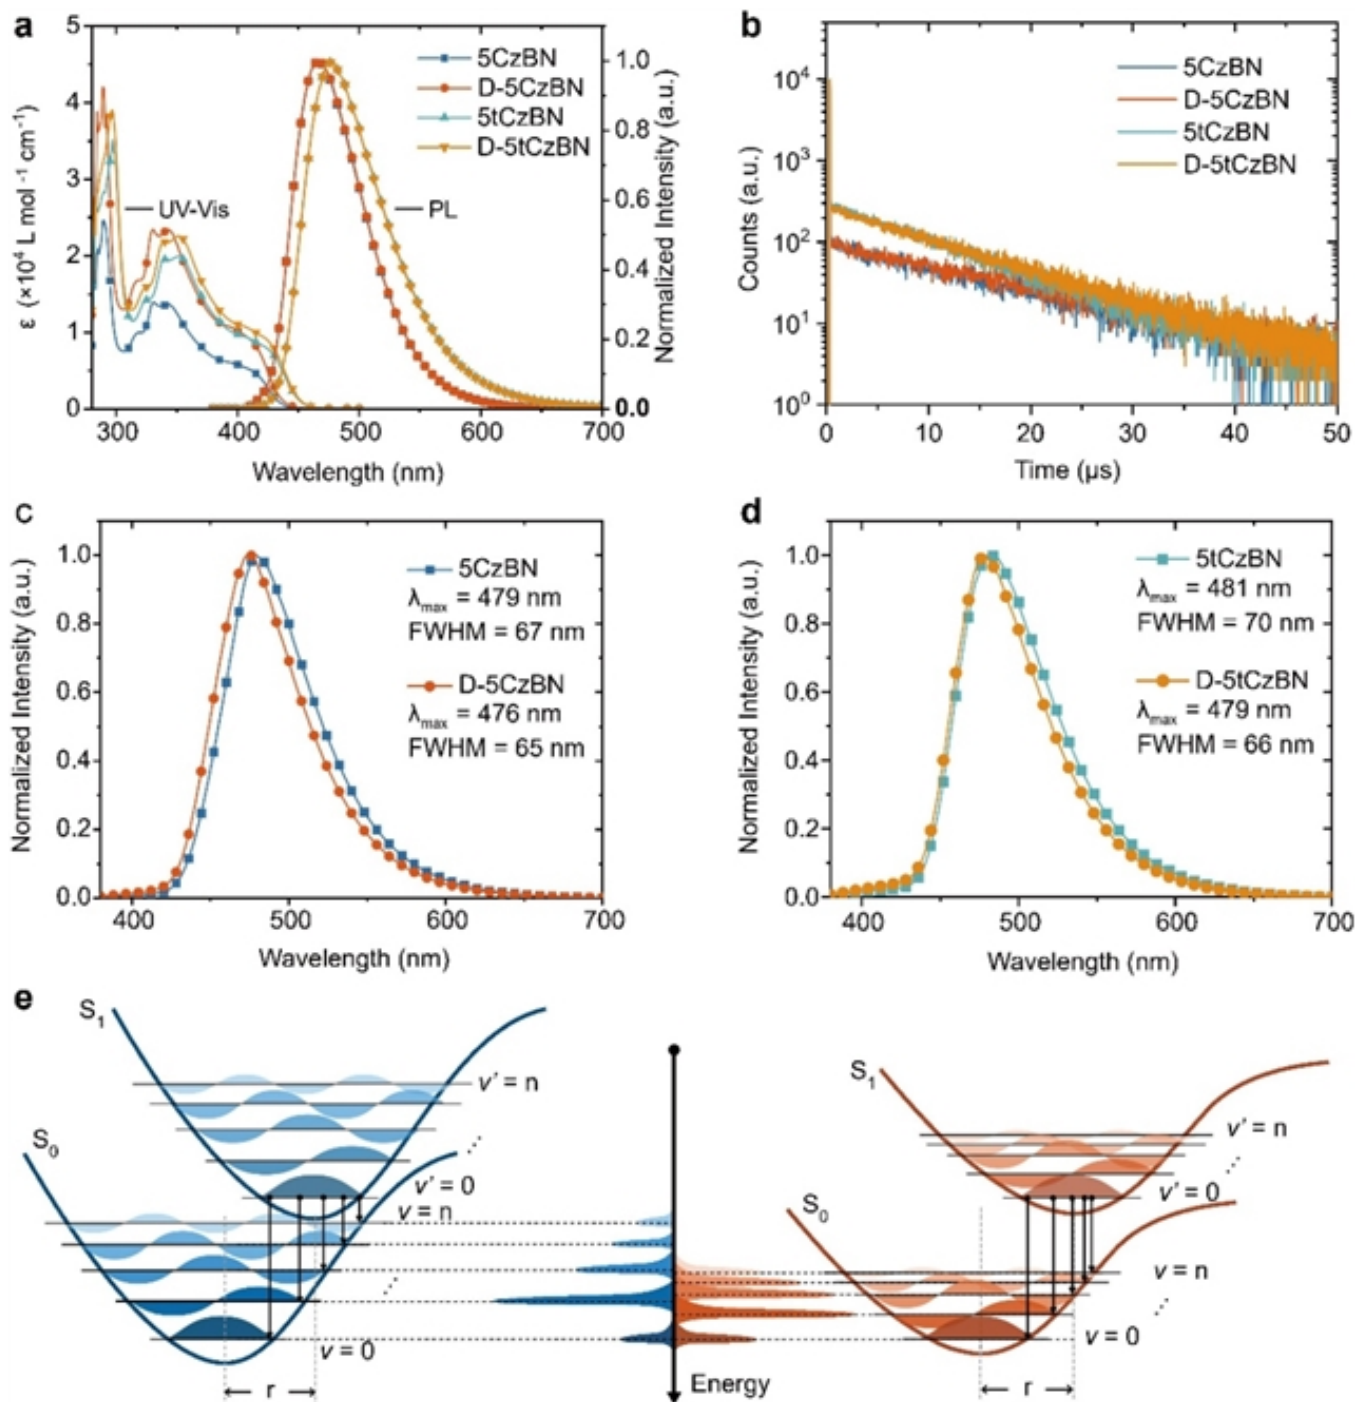 a
5CzBN
D-5CzBN
5tCzBN
D-5tCzBN
UV-Vis
PL
5
4
3
2
1
0
1.0
0.8
0.6
0.4
0.2
0.0
300
400
500
600
700
ε (×10⁴ L mol ⁻¹ cm⁻¹)
Normalized Intensity (a.u.)
Wavelength (nm)
b
5CzBN
D-5CzBN
5tCzBN
D-5tCzBN
10⁴
10³
10²
10¹
10⁰
0
10
20
30
40
50
Counts (a.u.)
Time (µs)
c
5CzBN
λmax = 479 nm
FWHM = 67 nm
D-5CzBN
λmax = 476 nm
FWHM = 65 nm
1.0
0.8
0.6
0.4
0.2
0.0
400
500
600
700
Normalized Intensity (a.u.)
Wavelength (nm)
d
5tCzBN
λmax = 481 nm
FWHM = 70 nm
D-5tCzBN
λmax = 479 nm
FWHM = 66 nm
1.0
0.8
0.6
0.4
0.2
0.0
400
500
600
700
Normalized Intensity (a.u.)
Wavelength (nm)
e
S₁
S₀
v' = n
v' = 0
v = n
v = 0
r
Energy
S₁
S₀
v' = n
v' = 0
v = n
v = 0
r